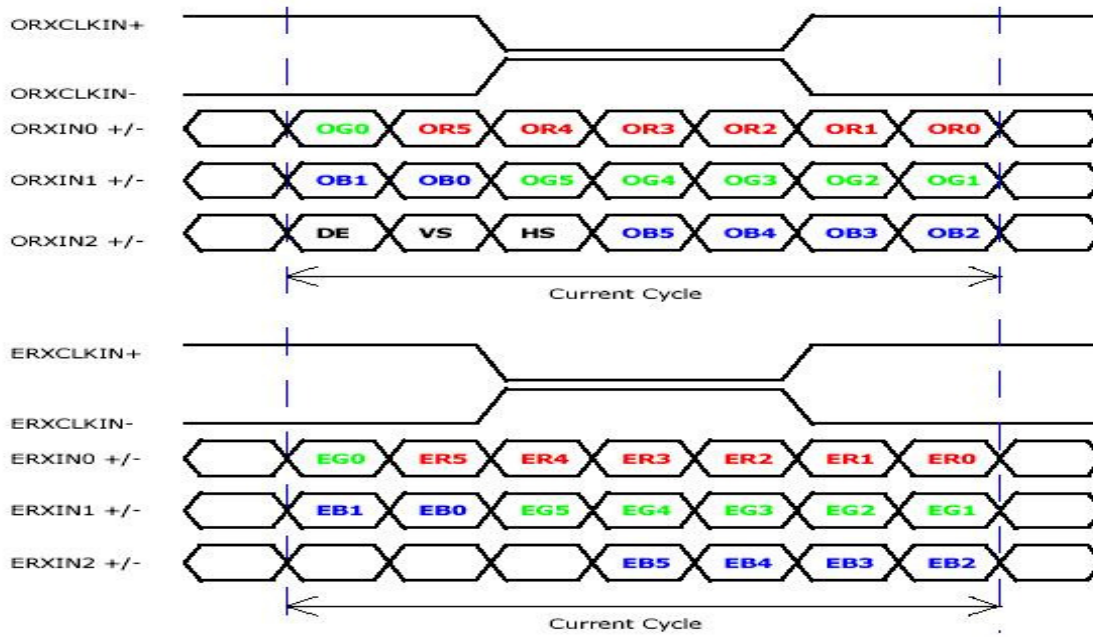 ORXCLKIN+
ORXCLKIN-
ORXIN0 +/- OG0 OR5 OR4 OR3 OR2 OR1 OR0
ORXIN1 +/- OB1 OB0 OG5 OG4 OG3 OG2 OG1
ORXIN2 +/- DE VS HS OB5 OB4 OB3 OB2
Current Cycle
ERXCLKIN+
ERXCLKIN-
ERXIN0 +/- EG0 ER5 ER4 ER3 ER2 ER1 ER0
ERXIN1 +/- EB1 EB0 EG5 EG4 EG3 EG2 EG1
ERXIN2 +/- EB5 EB4 EB3 EB2
Current Cycle